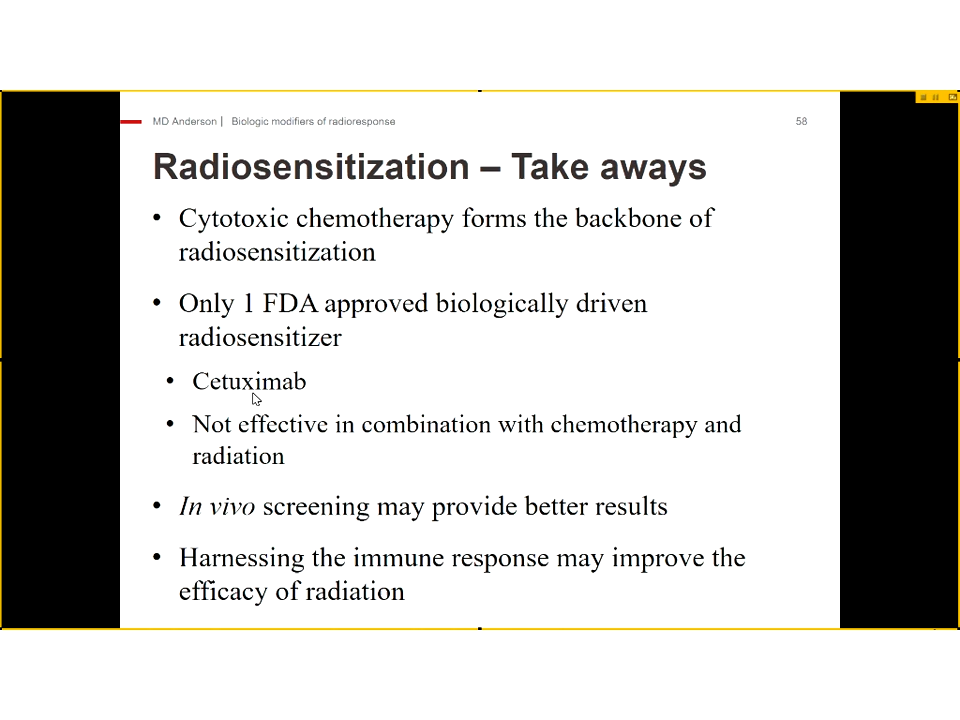 MD Anderson | Biologic modifiers of radioresponse 58
Radiosensitization – Take aways
• Cytotoxic chemotherapy forms the backbone of
radiosensitization
• Only 1 FDA approved biologically driven
radiosensitizer
• Cetuximab
• Not effective in combination with chemotherapy and
radiation
• In vivo screening may provide better results
• Harnessing the immune response may improve the
efficacy of radiation